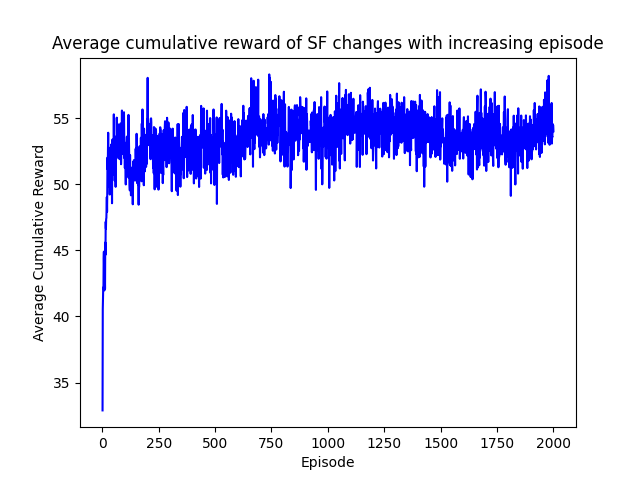 Average cumulative reward of SF changes with increasing episode
55
50
45
40
35
Average Cumulative Reward
0 250 500 750 1000 1250 1500 1750 2000
Episode